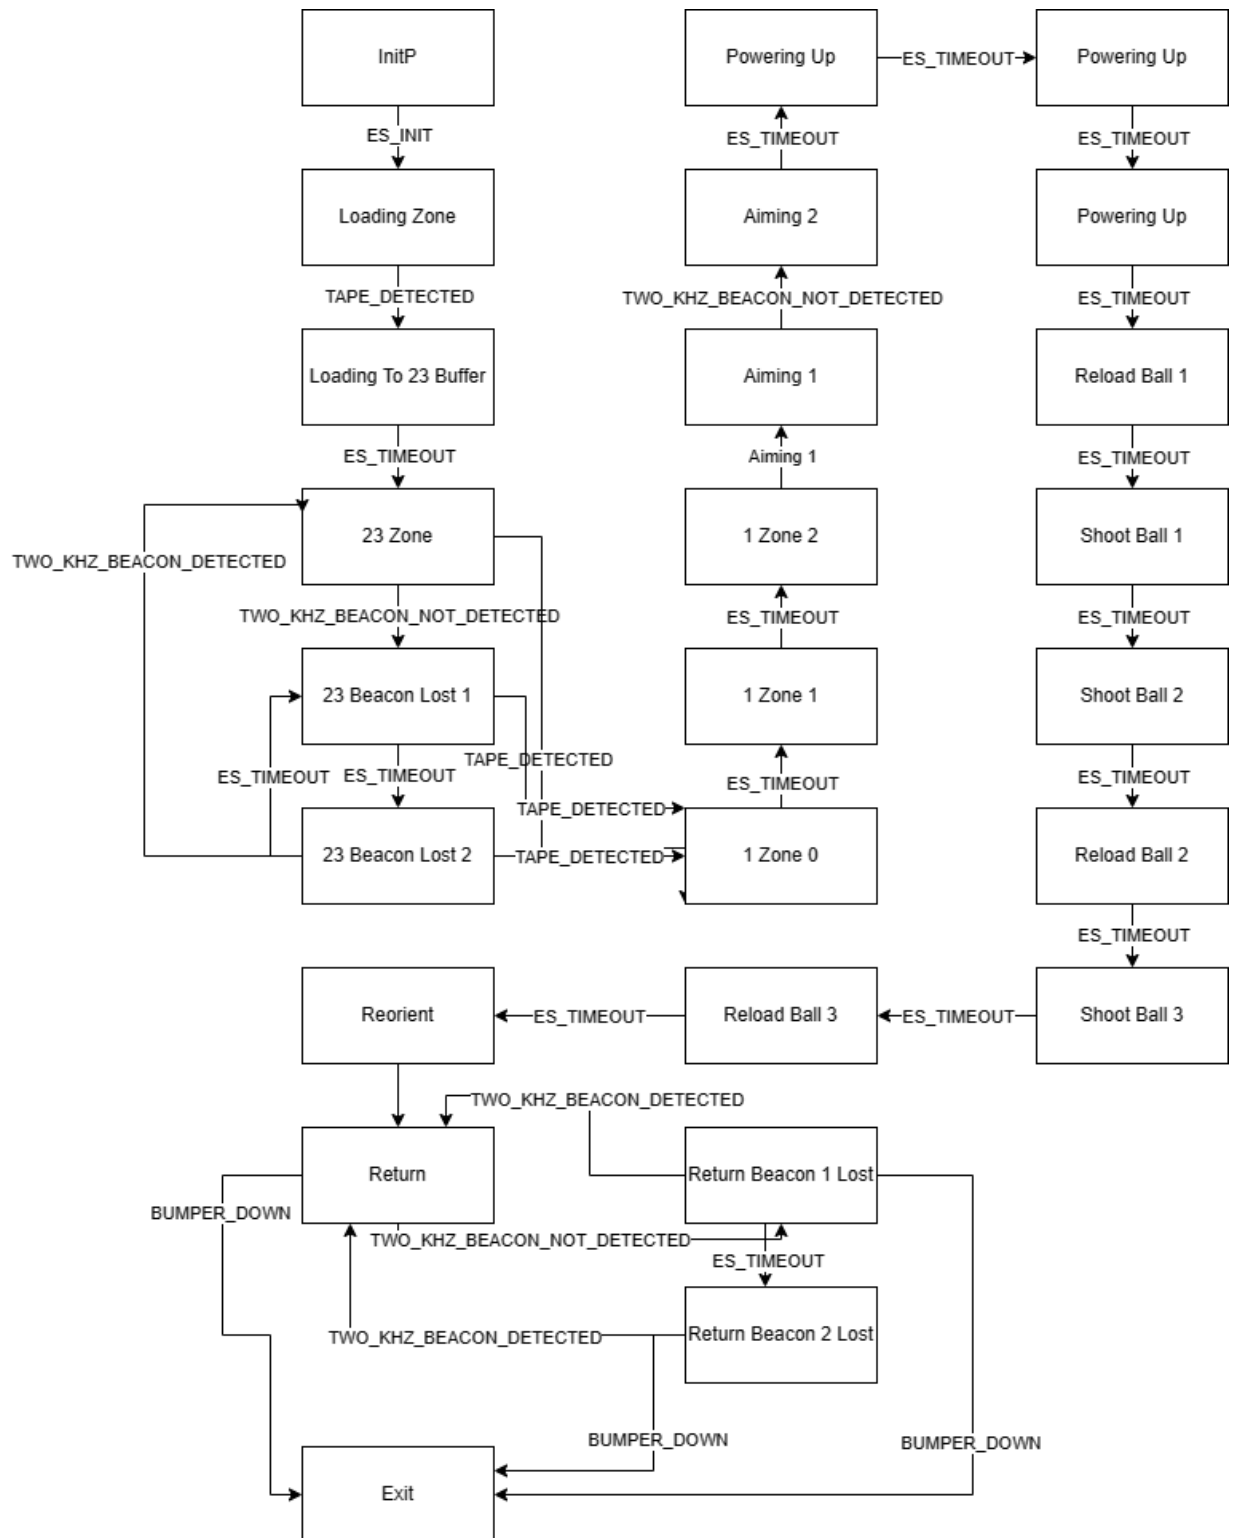 InitP
ES_INIT
Loading Zone
TAPE_DETECTED
Loading To 23 Buffer
ES_TIMEOUT
23 Zone
TWO_KHZ_BEACON_DETECTED
TWO_KHZ_BEACON_NOT_DETECTED
23 Beacon Lost 1
ES_TIMEOUT
ES_TIMEOUT
23 Beacon Lost 2
TAPE_DETECTED
TAPE_DETECTED
TAPE_DETECTED
1 Zone 0
ES_TIMEOUT
1 Zone 1
ES_TIMEOUT
1 Zone 2
Aiming 1
Aiming 1
TWO_KHZ_BEACON_NOT_DETECTED
Aiming 2
ES_TIMEOUT
Powering Up
ES_TIMEOUT
Powering Up
ES_TIMEOUT
Powering Up
ES_TIMEOUT
Reload Ball 1
ES_TIMEOUT
Shoot Ball 1
ES_TIMEOUT
Shoot Ball 2
ES_TIMEOUT
Reload Ball 2
ES_TIMEOUT
Shoot Ball 3
ES_TIMEOUT
Reload Ball 3
ES_TIMEOUT
Reorient
TWO_KHZ_BEACON_DETECTED
Return
Return Beacon 1 Lost
BUMPER_DOWN
TWO_KHZ_BEACON_NOT_DETECTED
ES_TIMEOUT
TWO_KHZ_BEACON_DETECTED
Return Beacon 2 Lost
BUMPER_DOWN
BUMPER_DOWN
Exit